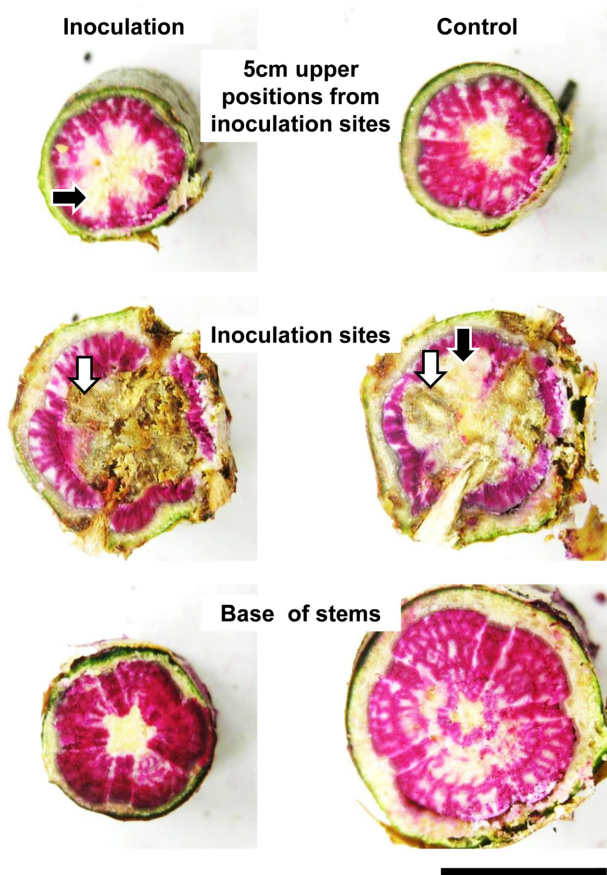 Inoculation
Control
5cm upper
positions from
inoculation sites
Inoculation sites
Base of stems